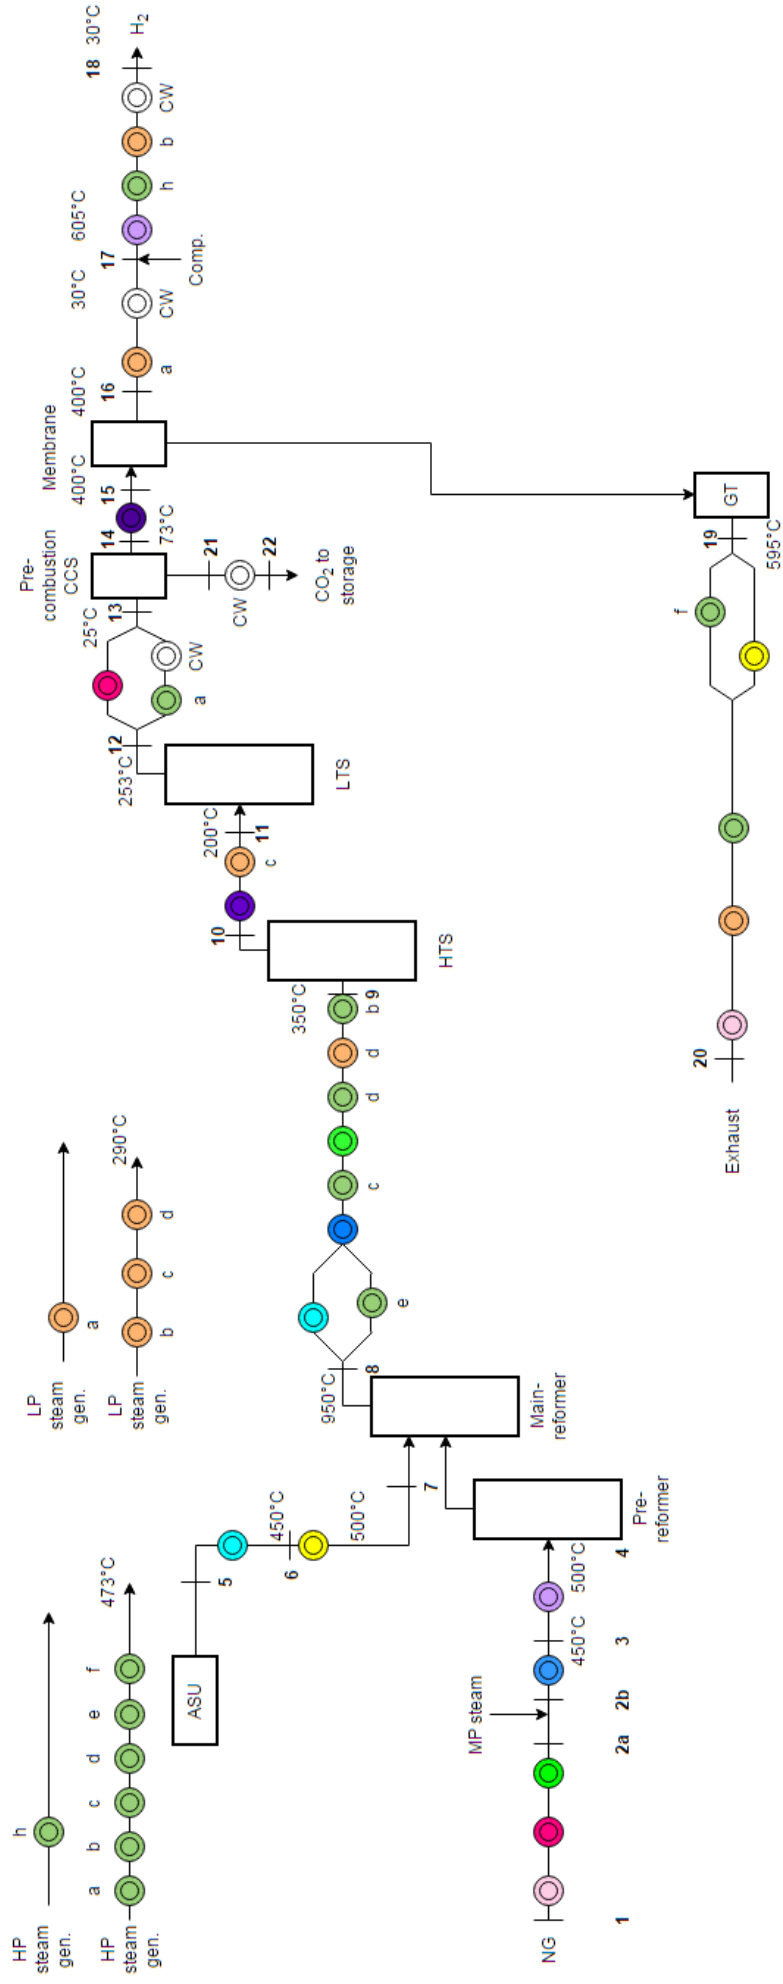 HP
steam
gen.
h
HP
steam
gen.
a
b
c
d
e
f
473°C
LP
steam
gen.
a
LP
steam
gen.
b
c
d
290°C
ASU
5
450°C
6
500°C
7
NG
1
2a
MP steam
2b
450°C
3
500°C
4
Pre-
reformer
Main-
reformer
950°C
8
e
c
d
d
b
350°C
9
HTS
10
c
200°C
11
LTS
253°C
12
a
CW
25°C
13
Pre-
combustion
CCS
21
CW
22
CO₂ to
storage
14
73°C
15
400°C
Membrane
400°C
16
a
CW
30°C
17
Comp.
605°C
h
b
CW
18
30°C
H₂
GT
19
595°C
f
20
Exhaust